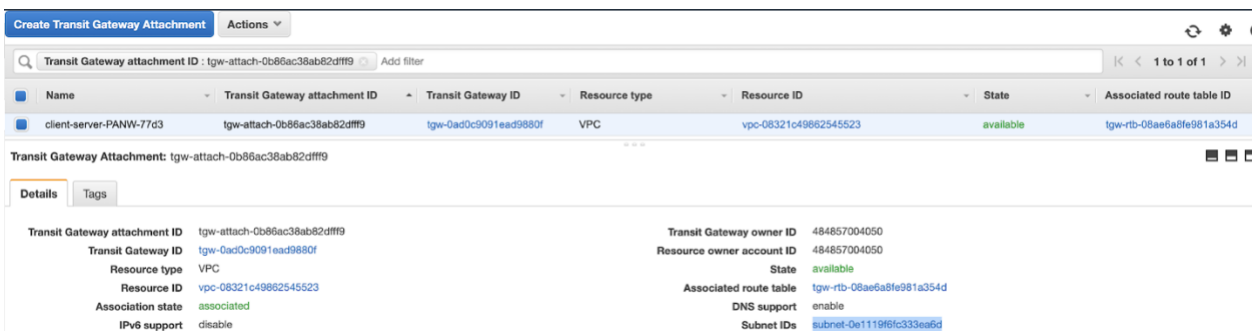 Create Transit Gateway Attachment Actions
Transit Gateway attachment ID : tgw-attach-0b86ac38ab82dfff9 Add filter 1 to 1 of 1
Name Transit Gateway attachment ID Transit Gateway ID Resource type Resource ID State Associated route table ID
client-server-PANW-77d3 tgw-attach-0b86ac38ab82dfff9 tgw-0ad0c9091ead9880f VPC vpc-08321c49862545523 available tgw-rtb-08ae6a8fe981a354d
Transit Gateway Attachment: tgw-attach-0b86ac38ab82dfff9
Details Tags
Transit Gateway attachment ID tgw-attach-0b86ac38ab82dfff9 Transit Gateway owner ID 484857004050
Transit Gateway ID tgw-0ad0c9091ead9880f Resource owner account ID 484857004050
Resource type VPC State available
Resource ID vpc-08321c49862545523 Associated route table tgw-rtb-08ae6a8fe981a354d
Association state associated DNS support enable
IPv6 support disable Subnet IDs subnet-0e1119f6fc333ea6d